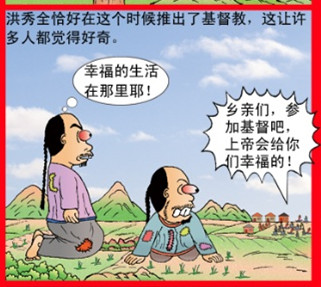 洪秀全恰好在这个时候推出了基督教，这让许
多人都觉得好奇。
幸福的生活
在那里耶！
乡亲们，参
加基督吧，
上帝会给你
们幸福的！